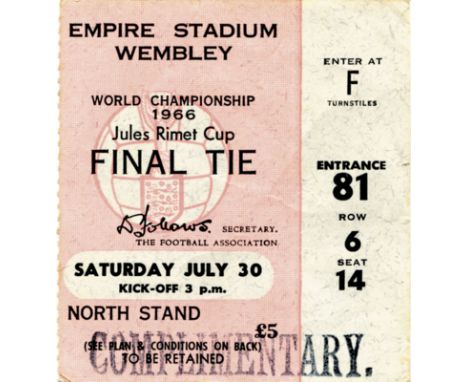 EMPIRE STADIUM
WEMBLEY
WORLD CHAMPIONSHIP
1966
Jules Rimet Cup
FINAL TIE
D Follows. SECRETARY.
THE FOOTBALL ASSOCIATION
SATURDAY JULY 30
KICK-OFF 3 p.m.
NORTH STAND
£5
(SEE PLAN & CONDITIONS ON BACK)
TO BE RETAINED
COMPLIMENTARY.
ENTER AT
F
TURNSTILES
ENTRANCE
81
ROW
6
SEAT
14